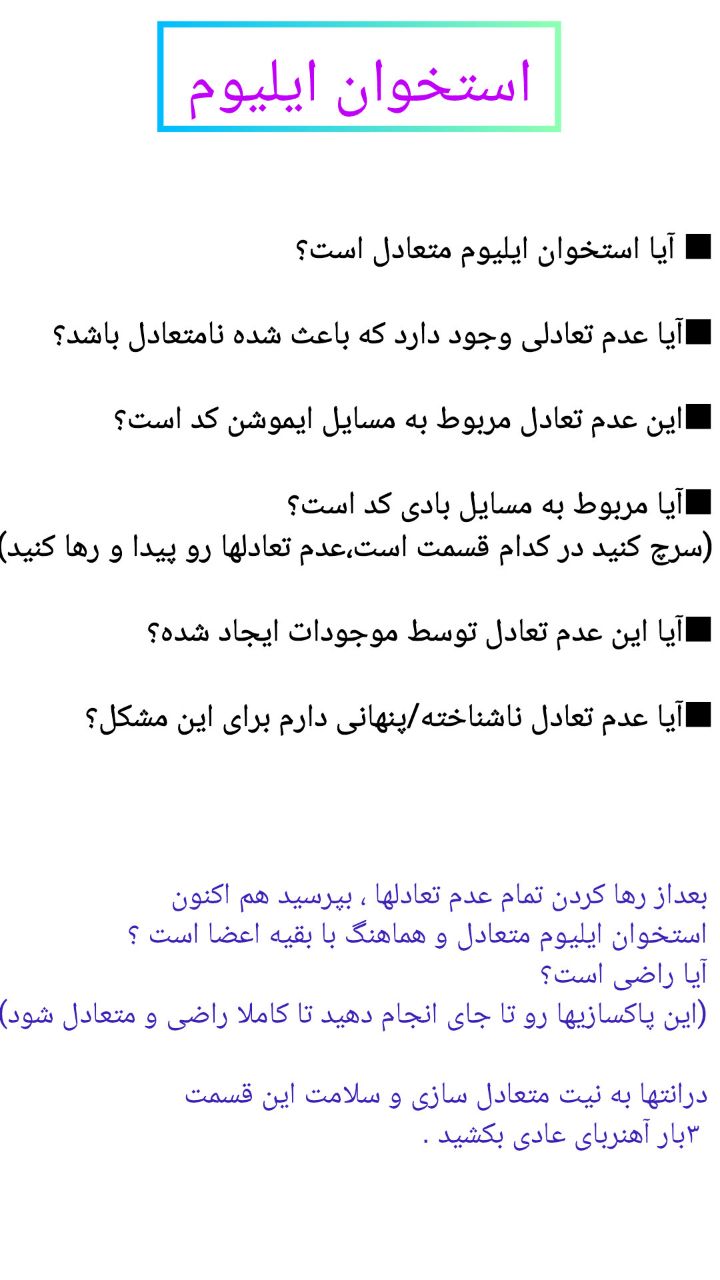 استخوان ایلیوم
■ آیا استخوان ایلیوم متعادل است؟
■آیا عدم تعادلی وجود دارد که باعث شده نامتعادل باشد؟
■این عدم تعادل مربوط به مسایل ایموشن کد است؟
■آیا مربوط به مسایل بادی کد است؟
(سرچ کنید در کدام قسمت است،عدم تعادلها رو پیدا و رها کنید)
■آیا این عدم تعادل توسط موجودات ایجاد شده؟
■آیا عدم تعادل ناشناخته/پنهانی دارم برای این مشکل؟
بعداز رها کردن تمام عدم تعادلها ، بپرسید هم اکنون
استخوان ایلیوم متعادل و هماهنگ با بقیه اعضا است ؟
آیا راضی است؟
(این پاکسازیها رو تا جای انجام دهید تا کاملا راضی و متعادل شود)
درانتها به نیت متعادل سازی و سلامت این قسمت
۳بار آهنربای عادی بکشید .